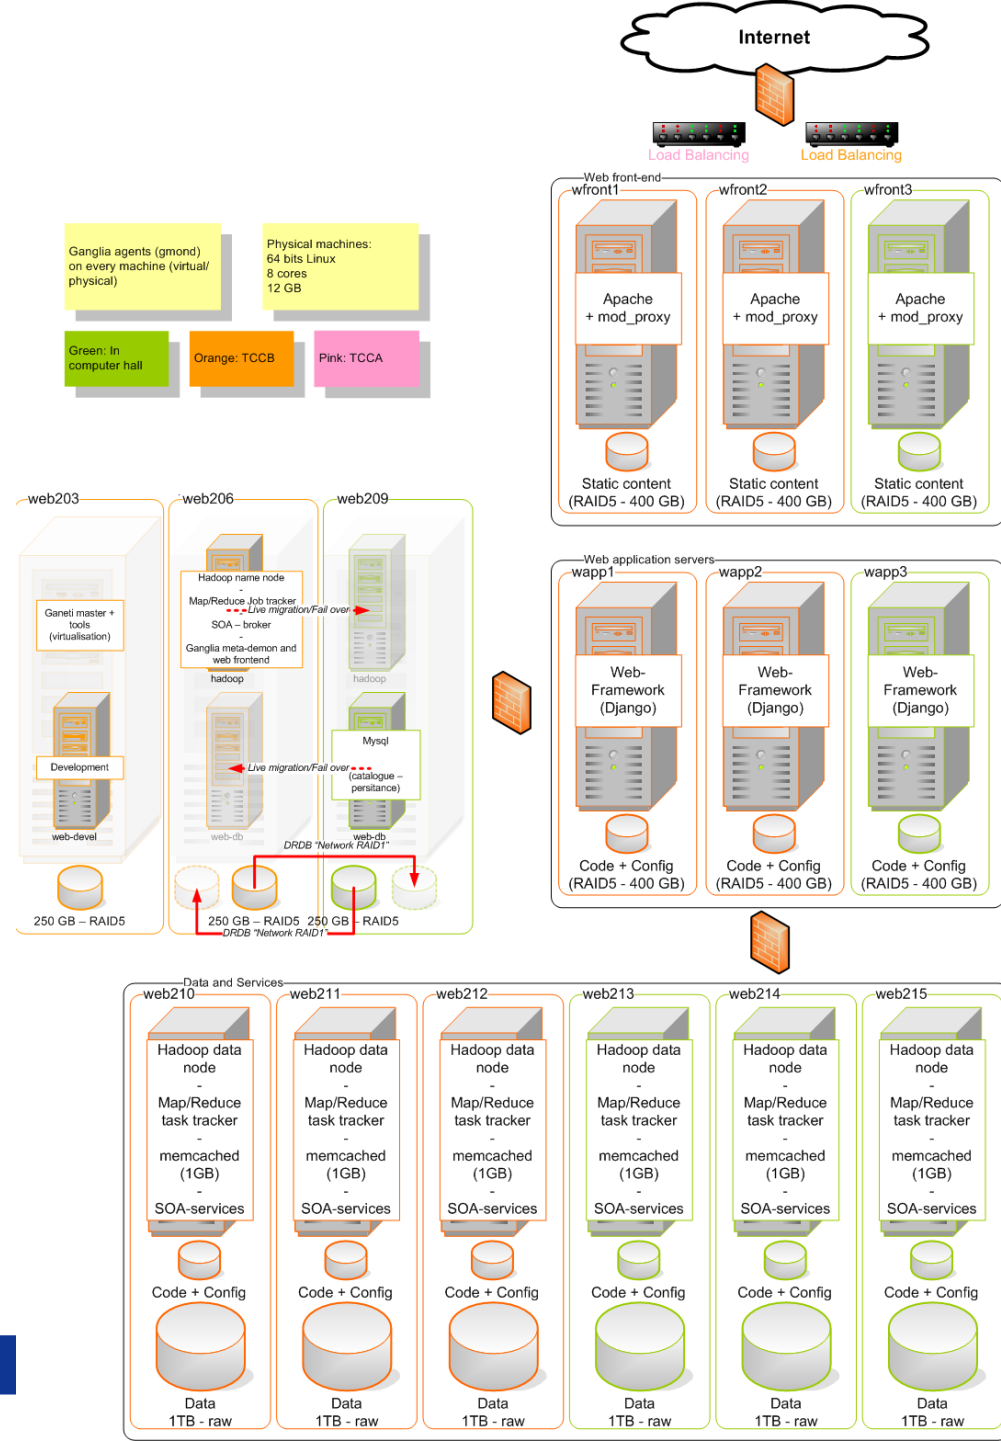 Internet
Load Balancing
Load Balancing
Web front-end
wfront1
wfront2
wfront3
Apache
+ mod_proxy
Apache
+ mod_proxy
Apache
+ mod_proxy
Static content
(RAID5 - 400 GB)
Static content
(RAID5 - 400 GB)
Static content
(RAID5 - 400 GB)
Ganglia agents (gmond)
on every machine (virtual/
physical)
Physical machines:
64 bits Linux
8 cores
12 GB
Green: In
computer hall
Orange: TCCB
Pink: TCCA
web203
web206
web209
Ganeti master +
tools
(virtualisation)
Development
web-devel
250 GB – RAID5
Hadoop name node
-
Map/Reduce Job tracker
-
SOA – broker
-
Ganglia meta-demon and
web frontend
hadoop
Live migration/Fail over
hadoop
Mysql
(catalogue –
persitance)
Live migration/Fail over
web-db
web-db
DRDB "Network RAID1"
250 GB – RAID5
250 GB – RAID5
DRDB "Network RAID1"
Web application servers
wapp1
wapp2
wapp3
Web-
Framework
(Django)
Web-
Framework
(Django)
Web-
Framework
(Django)
Code + Config
(RAID5 - 400 GB)
Code + Config
(RAID5 - 400 GB)
Code + Config
(RAID5 - 400 GB)
Data and Services
web210
web211
web212
web213
web214
web215
Hadoop data
node
-
Map/Reduce
task tracker
-
memcached
(1GB)
-
SOA-services
Hadoop data
node
-
Map/Reduce
task tracker
-
memcached
(1GB)
-
SOA-services
Hadoop data
node
-
Map/Reduce
task tracker
-
memcached
(1GB)
-
SOA-services
Hadoop data
node
-
Map/Reduce
task tracker
-
memcached
(1GB)
-
SOA-services
Hadoop data
node
-
Map/Reduce
task tracker
-
memcached
(1GB)
-
SOA-services
Hadoop data
node
-
Map/Reduce
task tracker
-
memcached
(1GB)
-
SOA-services
Code + Config
Code + Config
Code + Config
Code + Config
Code + Config
Code + Config
Data
1TB - raw
Data
1TB - raw
Data
1TB - raw
Data
1TB - raw
Data
1TB - raw
Data
1TB - raw